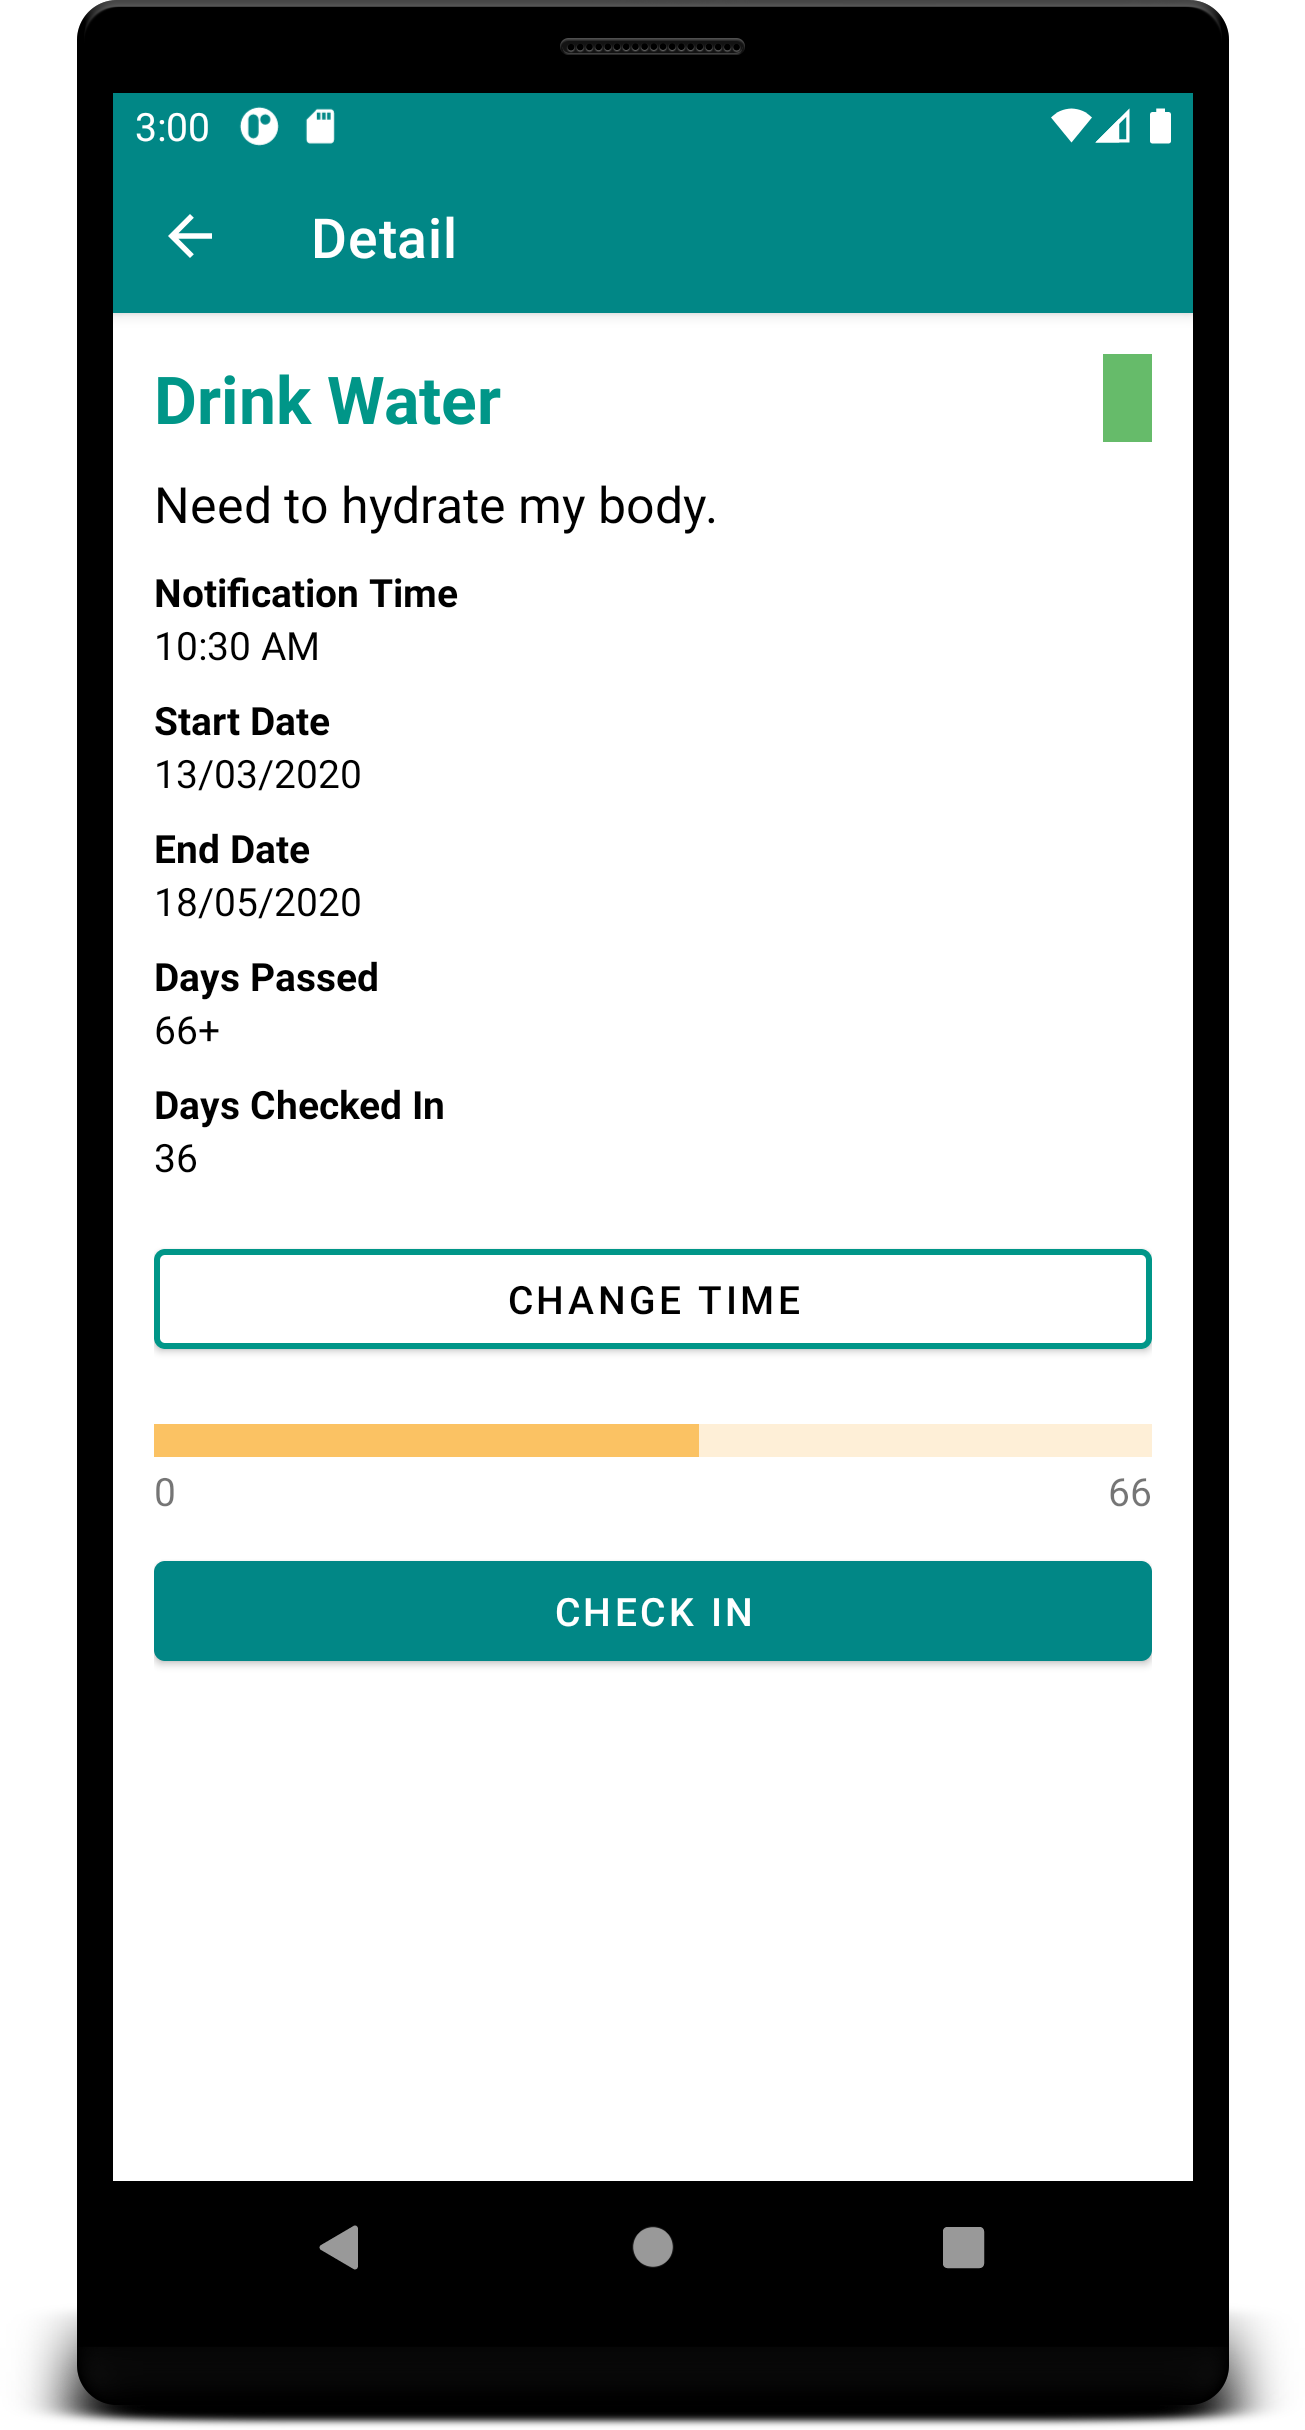 3:00
Detail
Drink Water
Need to hydrate my body.
Notification Time
10:30 AM
Start Date
13/03/2020
End Date
18/05/2020
Days Passed
66+
Days Checked In
36
CHANGE TIME
0 66
CHECK IN